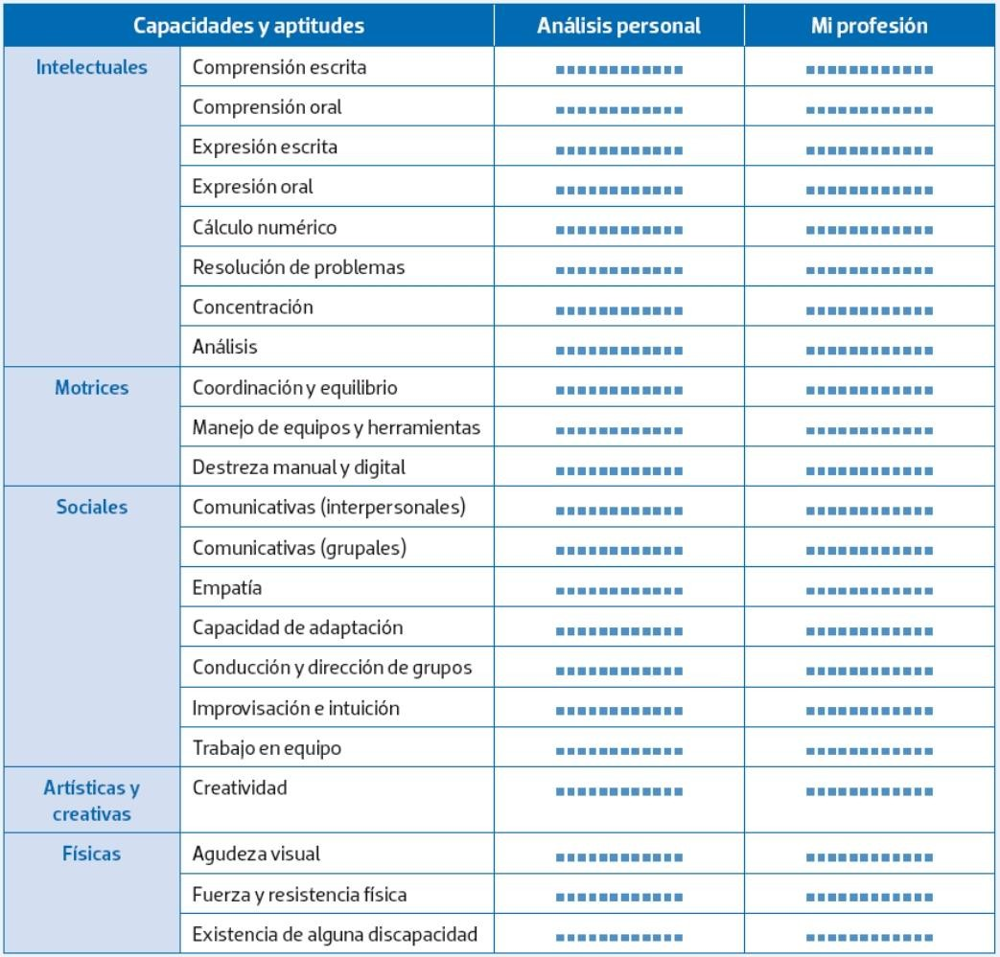 Capacidades y aptitudes Análisis personal Mi profesión
Intelectuales Comprensión escrita
Comprensión oral
Expresión escrita
Expresión oral
Cálculo numérico
Resolución de problemas
Concentración
Análisis
Motrices Coordinación y equilibrio
Manejo de equipos y herramientas
Destreza manual y digital
Sociales Comunicativas (interpersonales)
Comunicativas (grupales)
Empatía
Capacidad de adaptación
Conducción y dirección de grupos
Improvisación e intuición
Trabajo en equipo
Artísticas y creativas Creatividad
Físicas Agudeza visual
Fuerza y resistencia física
Existencia de alguna discapacidad